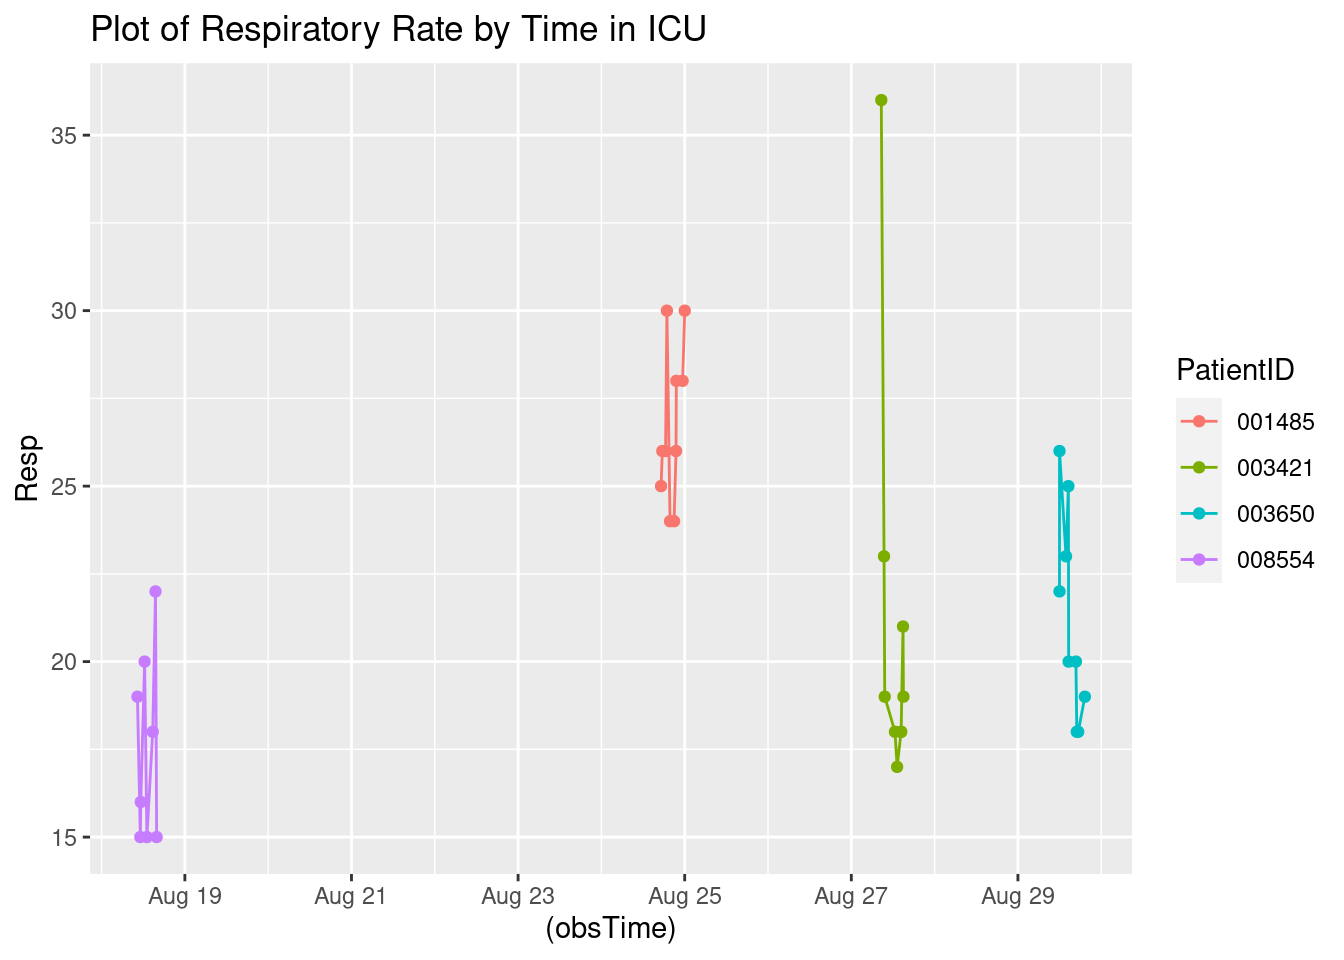 Plot of Respiratory Rate by Time in ICU
Resp
35
30
25
20
15
Aug 19
Aug 21
Aug 23
Aug 25
Aug 27
Aug 29
(obsTime)
PatientID
001485
003421
003650
008554